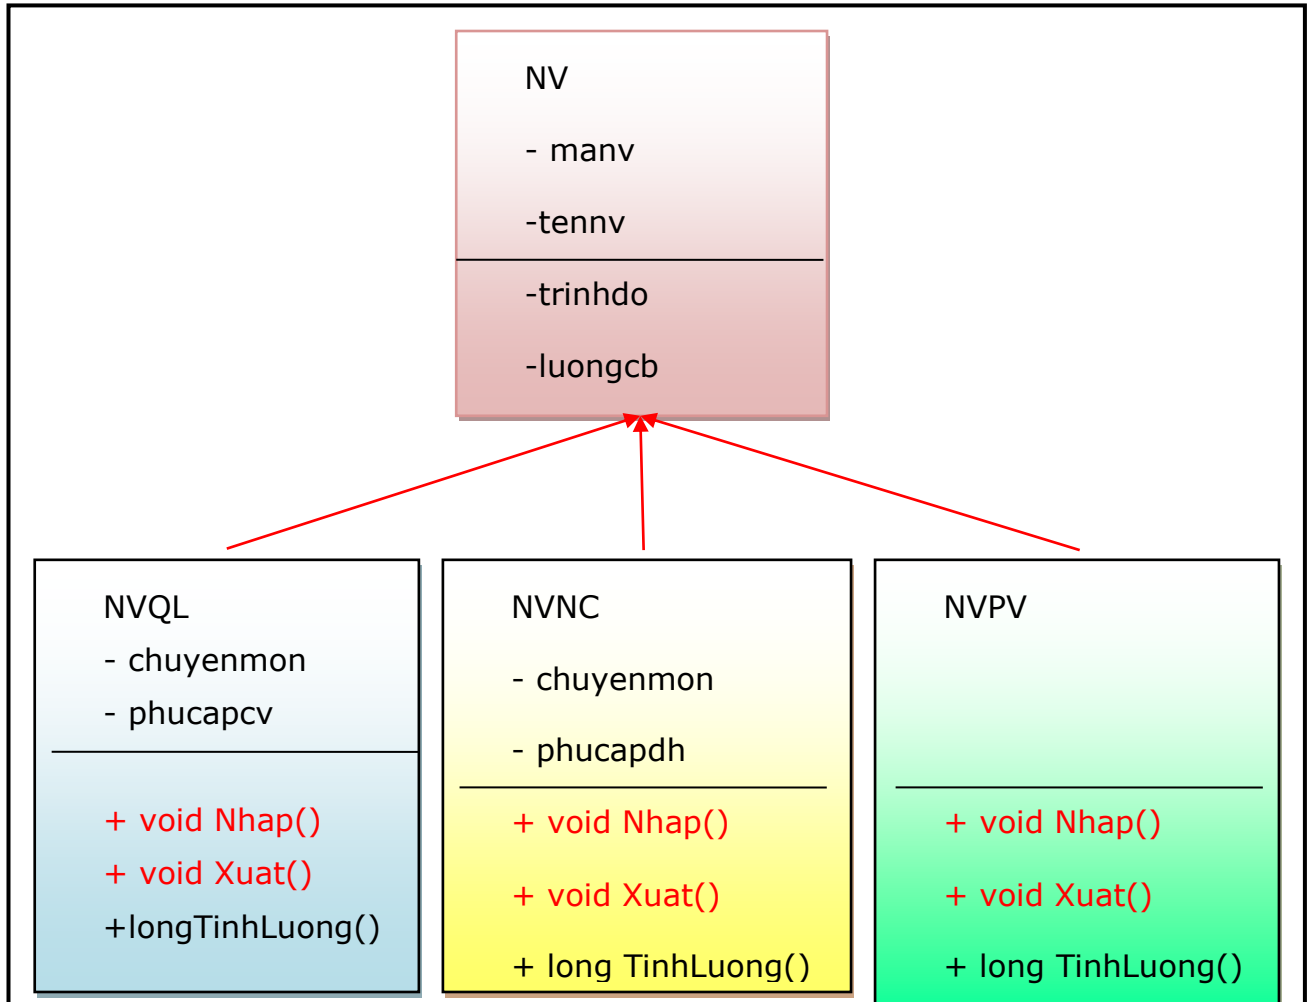 NV
- manv
-tennv
-trinhdo
-luongcb
NVQL
- chuyenmon
- phucapcv
+ void Nhap()
+ void Xuat()
+longTinhLuong()
NVNC
- chuyenmon
- phucapdh
+ void Nhap()
+ void Xuat()
+ long TinhLuong()
NVPV
+ void Nhap()
+ void Xuat()
+ long TinhLuong()